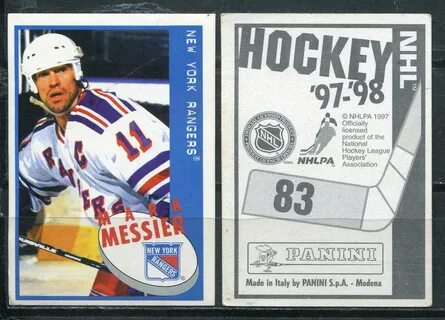 NEW YORK RANGERS®
11
MARK
MESSIER
NEW YORK
RANGERS
HOCKEY
NHL
'97-'98
© NHLPA 1997
Officially
licensed product
of the National
Hockey League
Players'
Association
NHL
NHLPA
83
PANINI
Made in Italy by PANINI S.p.A. - Modena